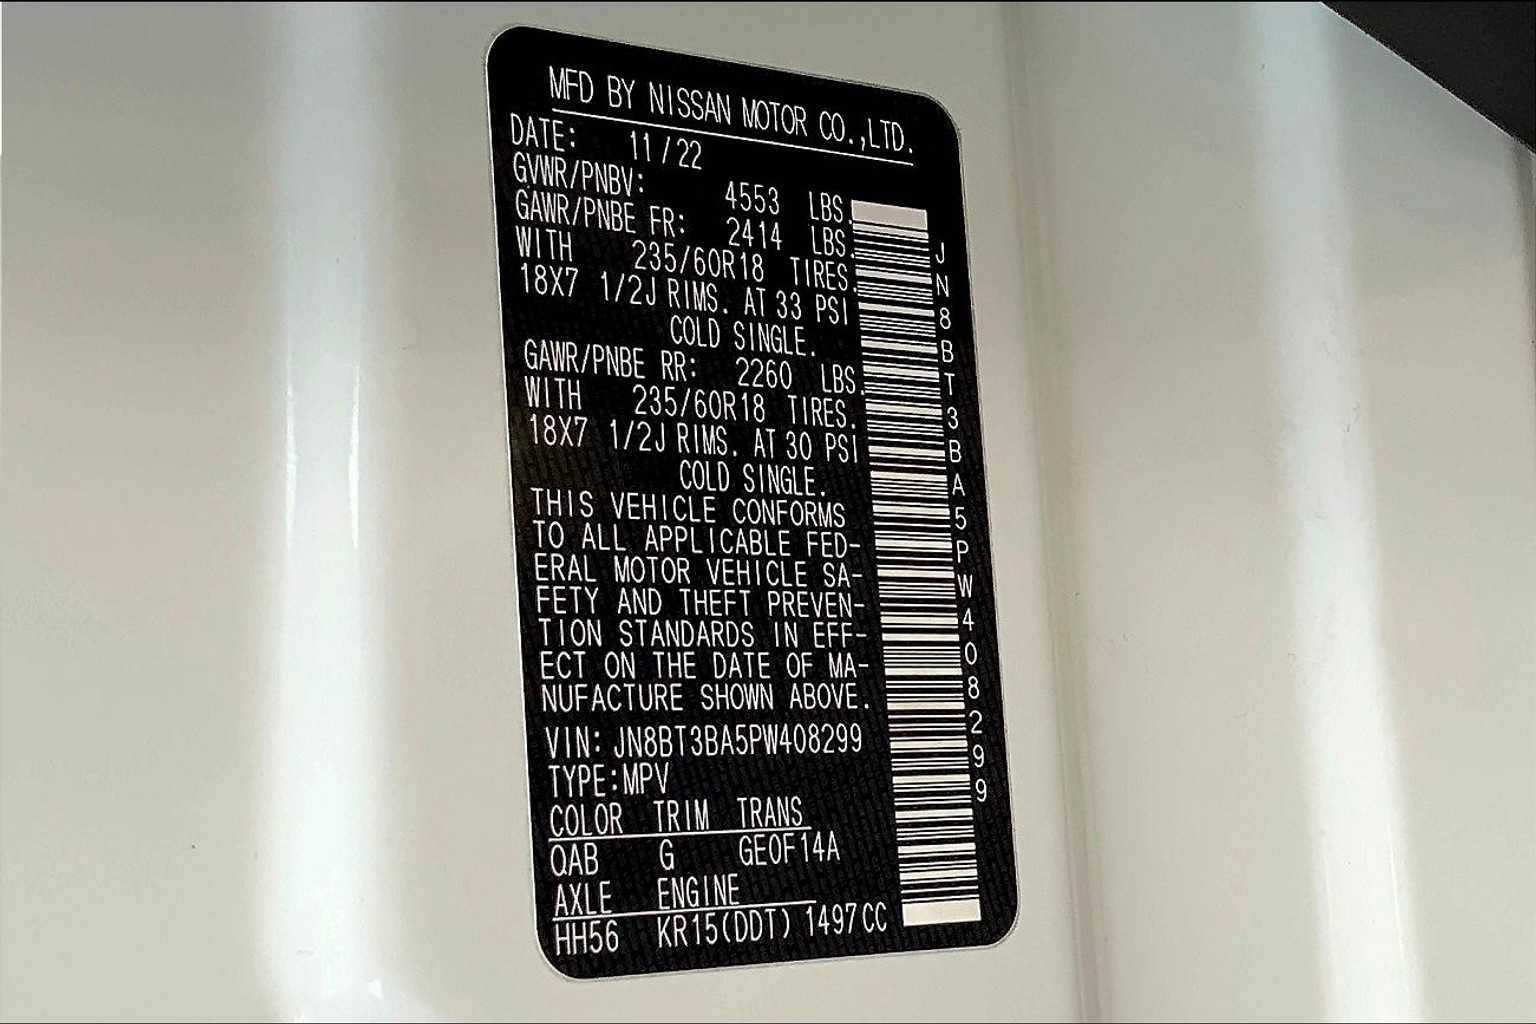 MFD BY NISSAN MOTOR CO.,LTD.
DATE: 11/22
GVWR/PNBV: 4553 LBS.
GAWR/PNBE FR: 2414 LBS.
WITH 235/60R18 TIRES.
18X7 1/2J RIMS. AT 33 PSI
COLD SINGLE.
GAWR/PNBE RR: 2260 LBS.
WITH 235/60R18 TIRES.
18X7 1/2J RIMS. AT 30 PSI
COLD SINGLE.
THIS VEHICLE CONFORMS
TO ALL APPLICABLE FED-
ERAL MOTOR VEHICLE SA-
FETY AND THEFT PREVEN-
TION STANDARDS IN EFF-
ECT ON THE DATE OF MA-
NUFACTURE SHOWN ABOVE.
VIN: JN8BT3BA5PW408299
TYPE:MPV
COLOR TRIM TRANS
QAB G GE0F14A
AXLE ENGINE
HH56 KR15(DDT) 1497CC
JN8BT3BA5PW408299